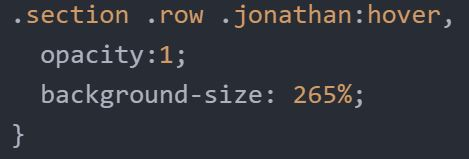 .section .row .jonathan:hover,
opacity:1;
background-size: 265%;
}